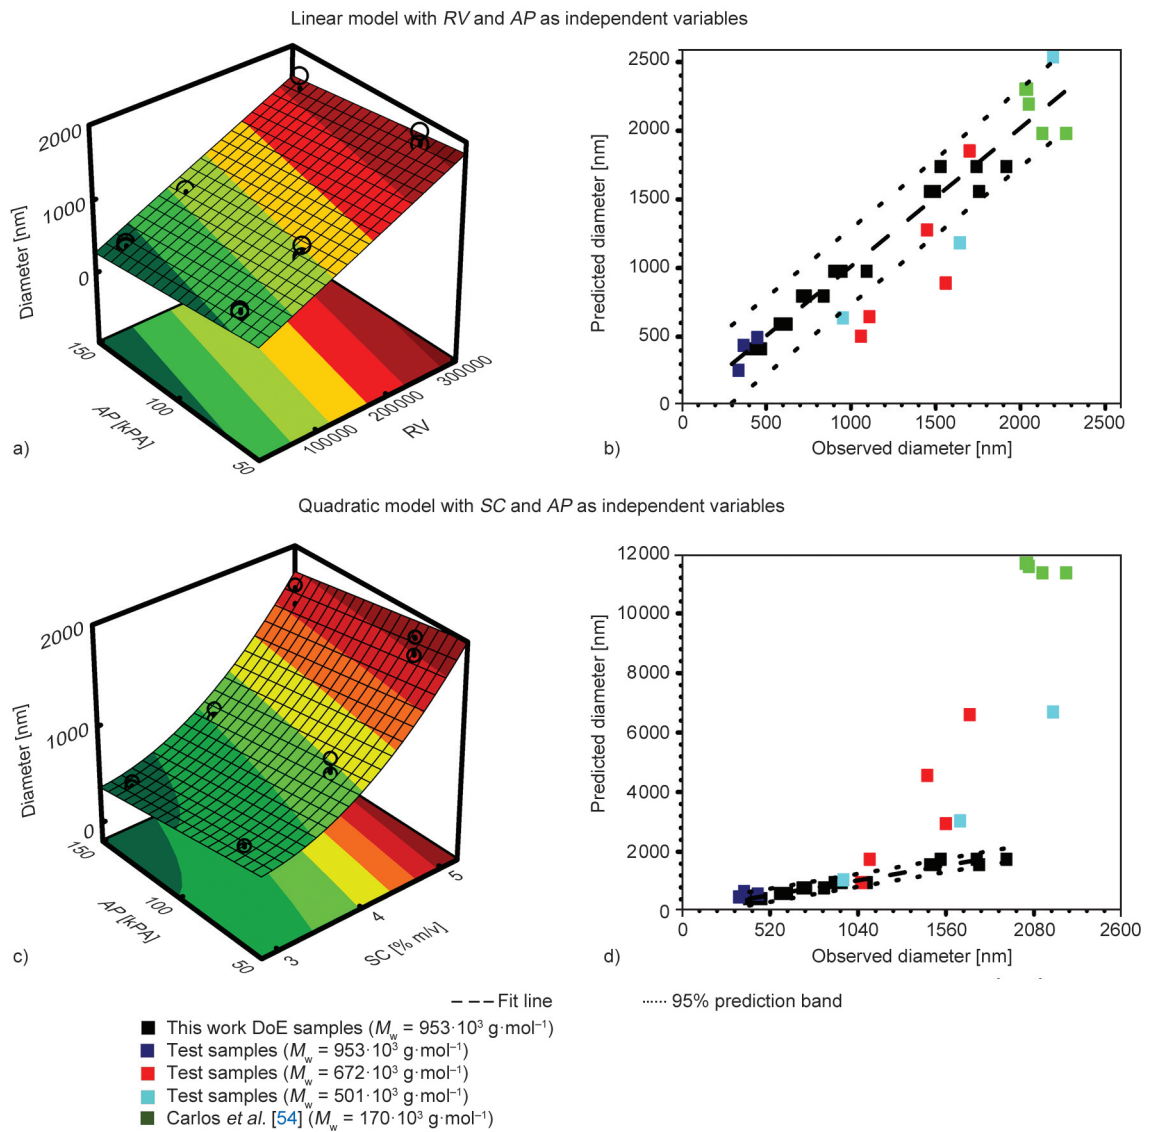 Linear model with RV and AP as independent variables
2000
1000
0
Diameter [nm]
150
100
50
AP [kPA]
100000
200000
300000
RV
a)
2500
2000
1500
1000
500
0
Predicted diameter [nm]
0 500 1000 1500 2000 2500
Observed diameter [nm]
b)
Quadratic model with SC and AP as independent variables
2000
1000
0
Diameter [nm]
150
100
50
AP [kPA]
3
4
5
SC [% m/v]
c)
12000
10000
8000
6000
4000
2000
0
Predicted diameter [nm]
0 520 1040 1560 2080 2600
Observed diameter [nm]
d)
Fit line
95% prediction band
This work DoE samples (Mw = 953·10³ g·mol⁻¹)
Test samples (Mw = 953·10³ g·mol⁻¹)
Test samples (Mw = 672·10³ g·mol⁻¹)
Test samples (Mw = 501·10³ g·mol⁻¹)
Carlos et al. [54] (Mw = 170·10³ g·mol⁻¹)